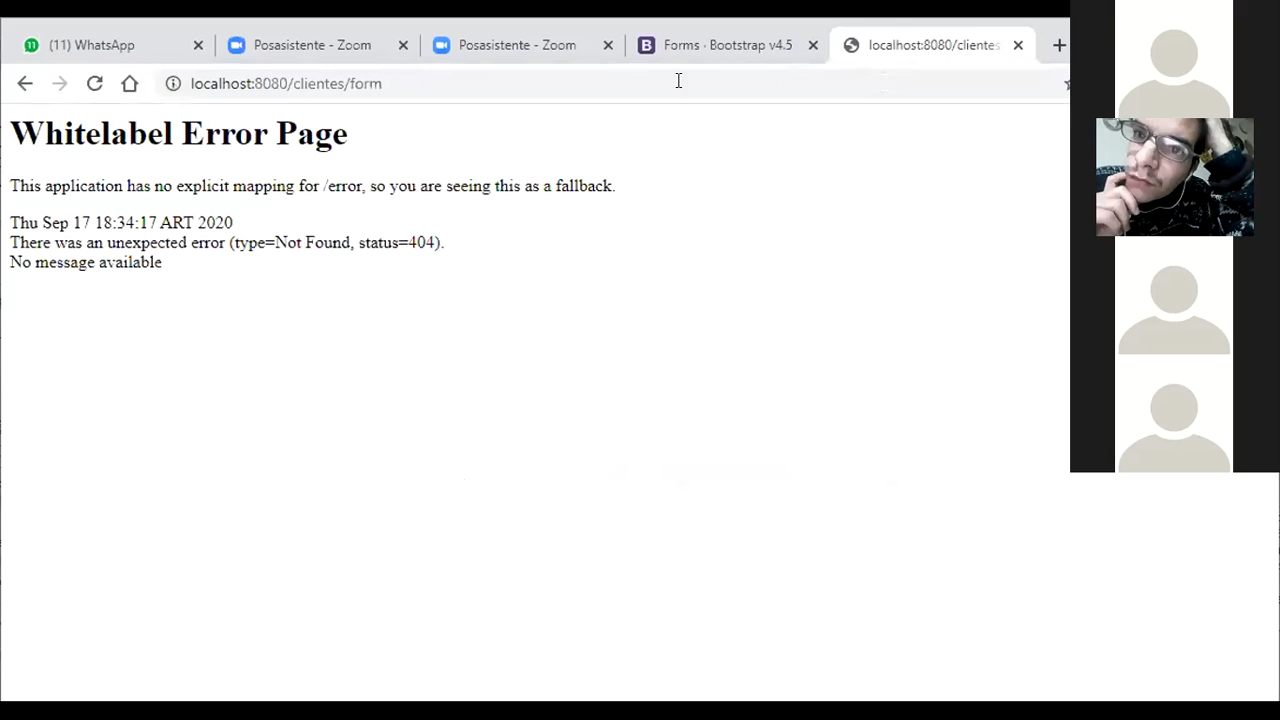 11 (11) WhatsApp
Posasistente - Zoom
Posasistente - Zoom
B Forms · Bootstrap v4.5
localhost:8080/clientes
localhost:8080/clientes/form
Whitelabel Error Page
This application has no explicit mapping for /error, so you are seeing this as a fallback.
Thu Sep 17 18:34:17 ART 2020
There was an unexpected error (type=Not Found, status=404).
No message available